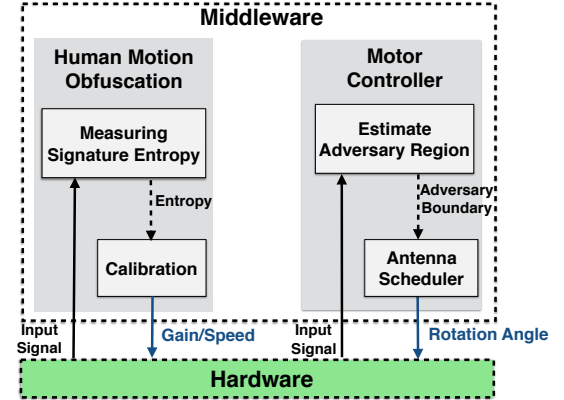 Middleware
Human Motion
Obfuscation
Measuring
Signature Entropy
Entropy
Calibration
Input
Signal
Gain/Speed
Motor
Controller
Estimate
Adversary Region
Adversary
Boundary
Antenna
Scheduler
Input
Signal
Rotation Angle
Hardware